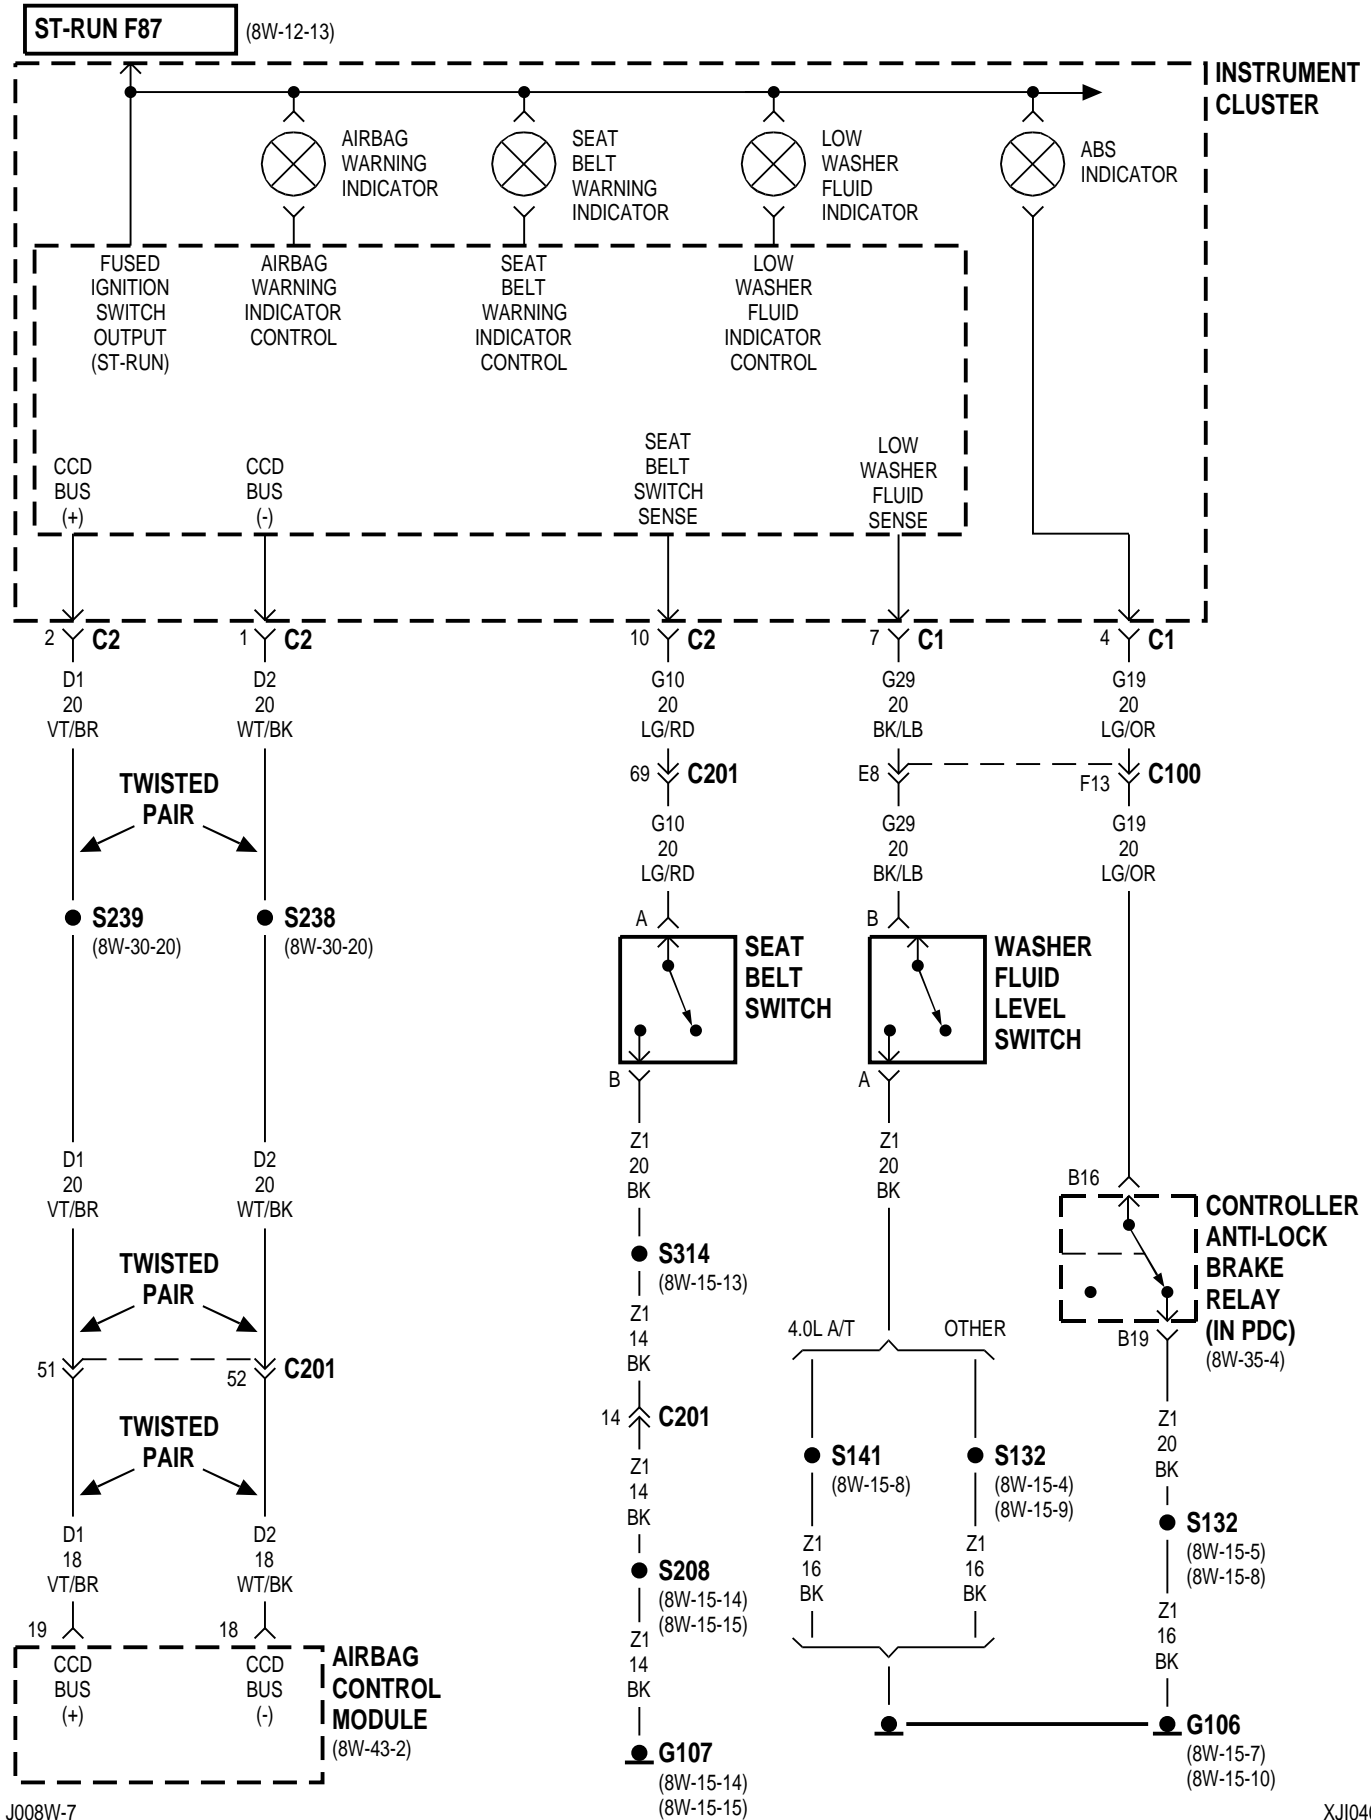 ST-RUN F87
(8W-12-13)
INSTRUMENT
CLUSTER
AIRBAG
WARNING
INDICATOR
SEAT
BELT
WARNING
INDICATOR
LOW
WASHER
FLUID
INDICATOR
ABS
INDICATOR
FUSED
IGNITION
SWITCH
OUTPUT
(ST-RUN)
AIRBAG
WARNING
INDICATOR
CONTROL
SEAT
BELT
WARNING
INDICATOR
CONTROL
LOW
WASHER
FLUID
INDICATOR
CONTROL
CCD
BUS
(+)
CCD
BUS
(-)
SEAT
BELT
SWITCH
SENSE
LOW
WASHER
FLUID
SENSE
2 C2
1 C2
10 C2
7 C1
4 C1
D1
20
VT/BR
D2
20
WT/BK
G10
20
LG/RD
G29
20
BK/LB
G19
20
LG/OR
TWISTED
PAIR
69 C201
E8
F13 C100
G10
20
LG/RD
G29
20
BK/LB
G19
20
LG/OR
S239
(8W-30-20)
S238
(8W-30-20)
A
SEAT
BELT
SWITCH
B
B
WASHER
FLUID
LEVEL
SWITCH
A
D1
20
VT/BR
D2
20
WT/BK
Z1
20
BK
Z1
20
BK
B16
CONTROLLER
ANTI-LOCK
BRAKE
RELAY
(IN PDC)
(8W-35-4)
B19
TWISTED
PAIR
S314
(8W-15-13)
Z1
14
BK
4.0L A/T
OTHER
51
52 C201
14 C201
TWISTED
PAIR
Z1
14
BK
S141
(8W-15-8)
S132
(8W-15-4)
(8W-15-9)
Z1
20
BK
D1
18
VT/BR
D2
18
WT/BK
S208
(8W-15-14)
(8W-15-15)
Z1
16
BK
Z1
16
BK
S132
(8W-15-5)
(8W-15-8)
19
18
CCD
BUS
(+)
CCD
BUS
(-)
AIRBAG
CONTROL
MODULE
(8W-43-2)
Z1
14
BK
Z1
16
BK
G107
(8W-15-14)
(8W-15-15)
G106
(8W-15-7)
(8W-15-10)
J008W-7